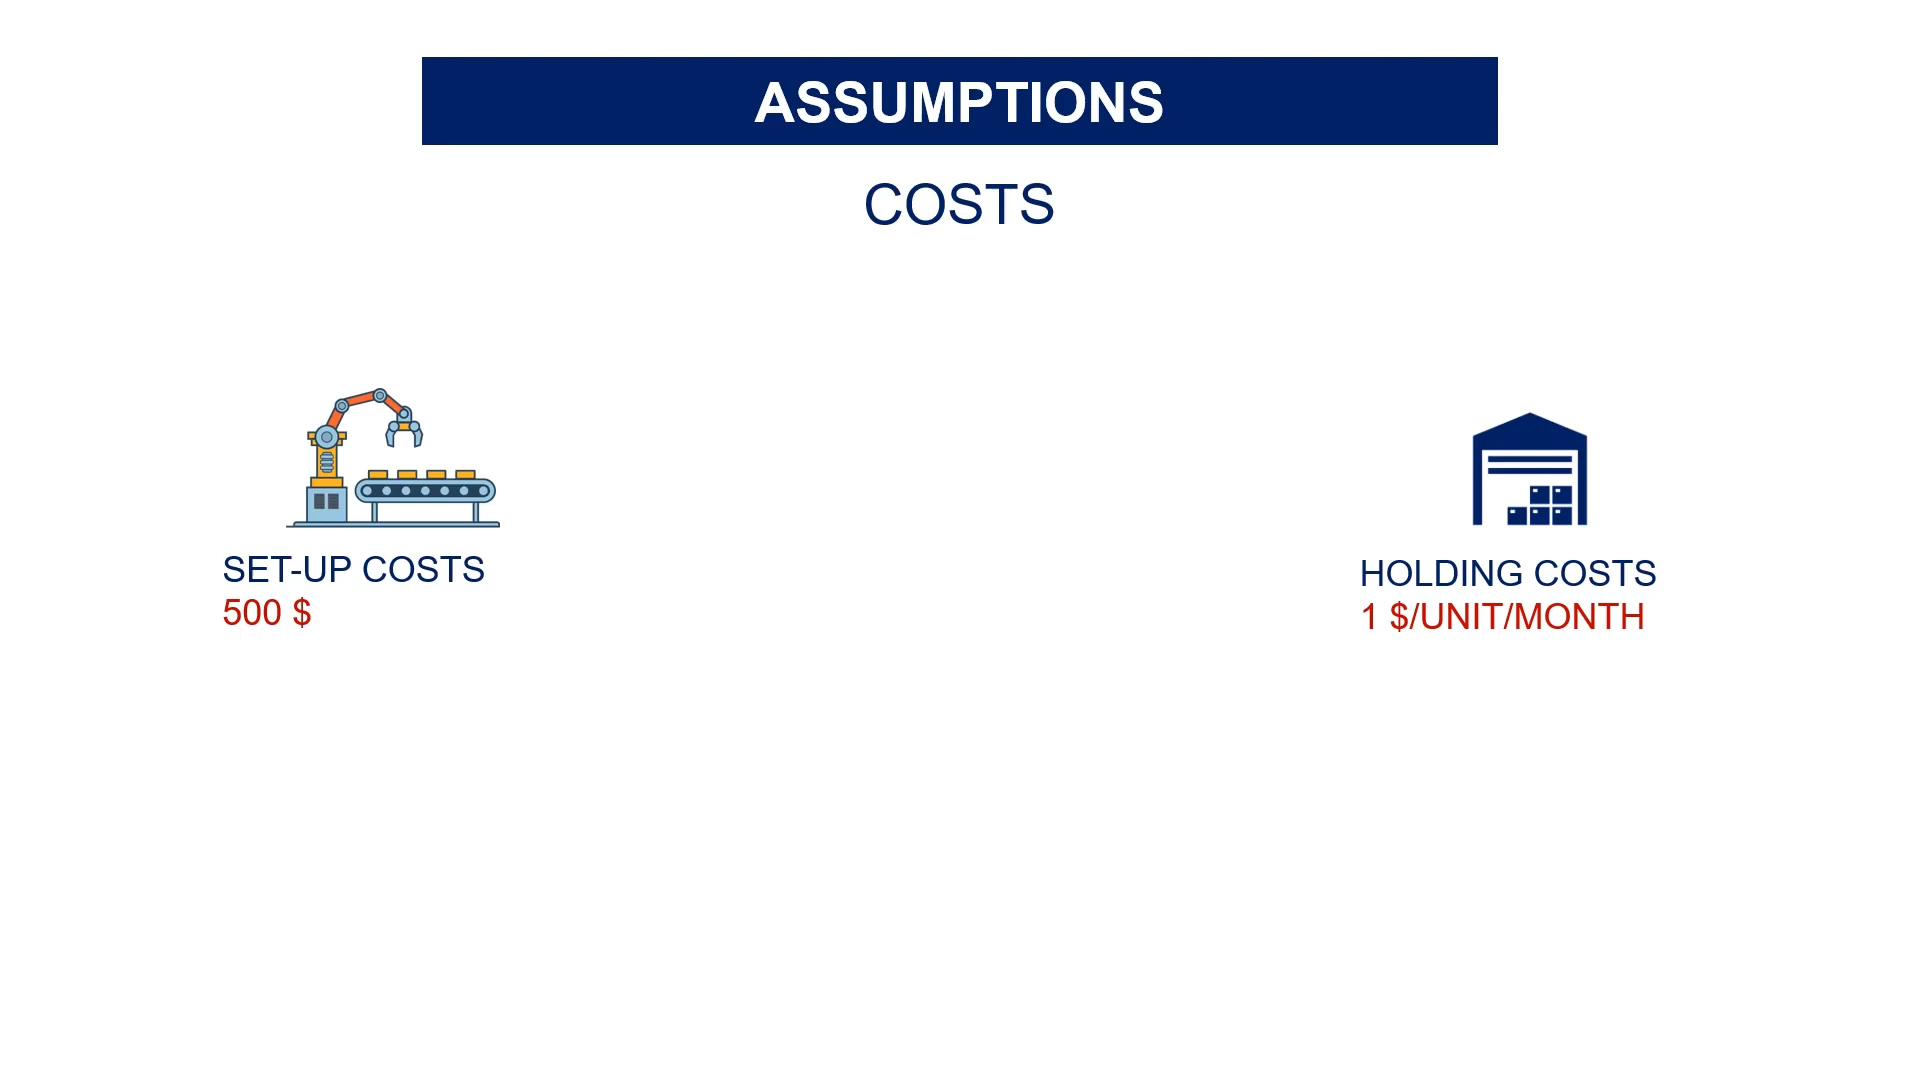 ASSUMPTIONS
COSTS
SET-UP COSTS
500 $
HOLDING COSTS
1 $/UNIT/MONTH